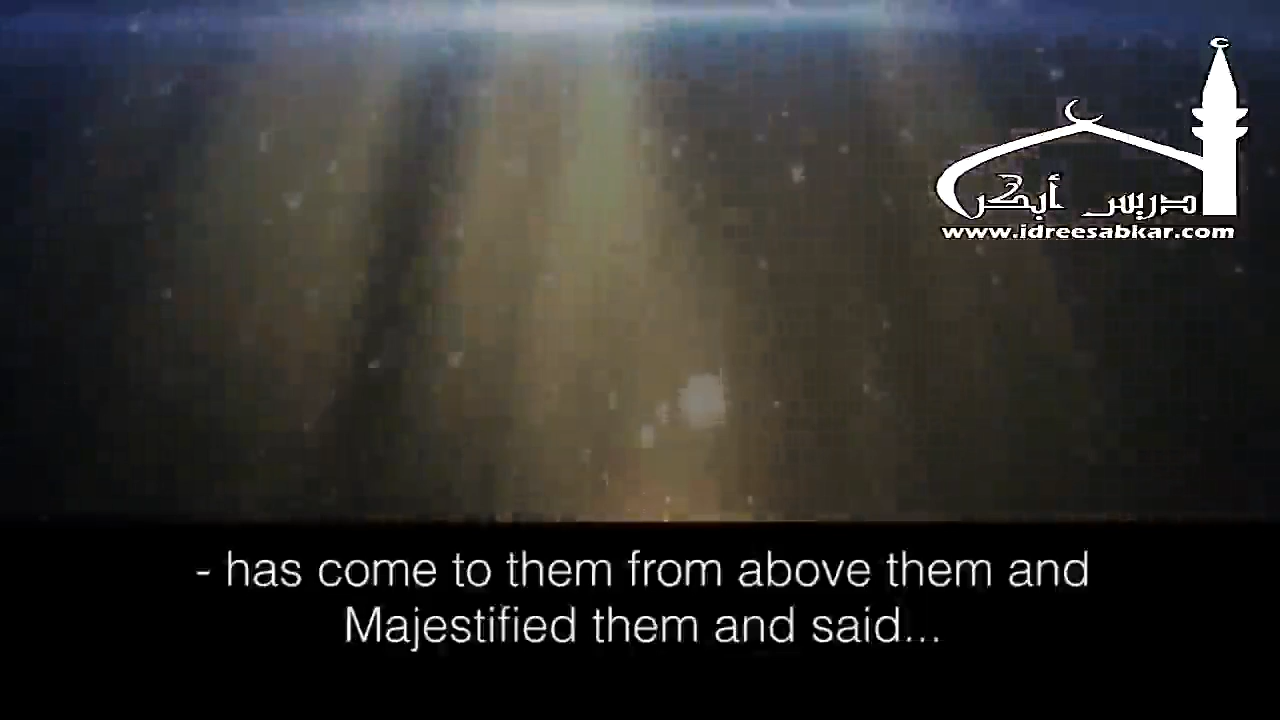 إدريس أبكر
www.idreesabkar.com
- has come to them from above them and
Majestified them and said...